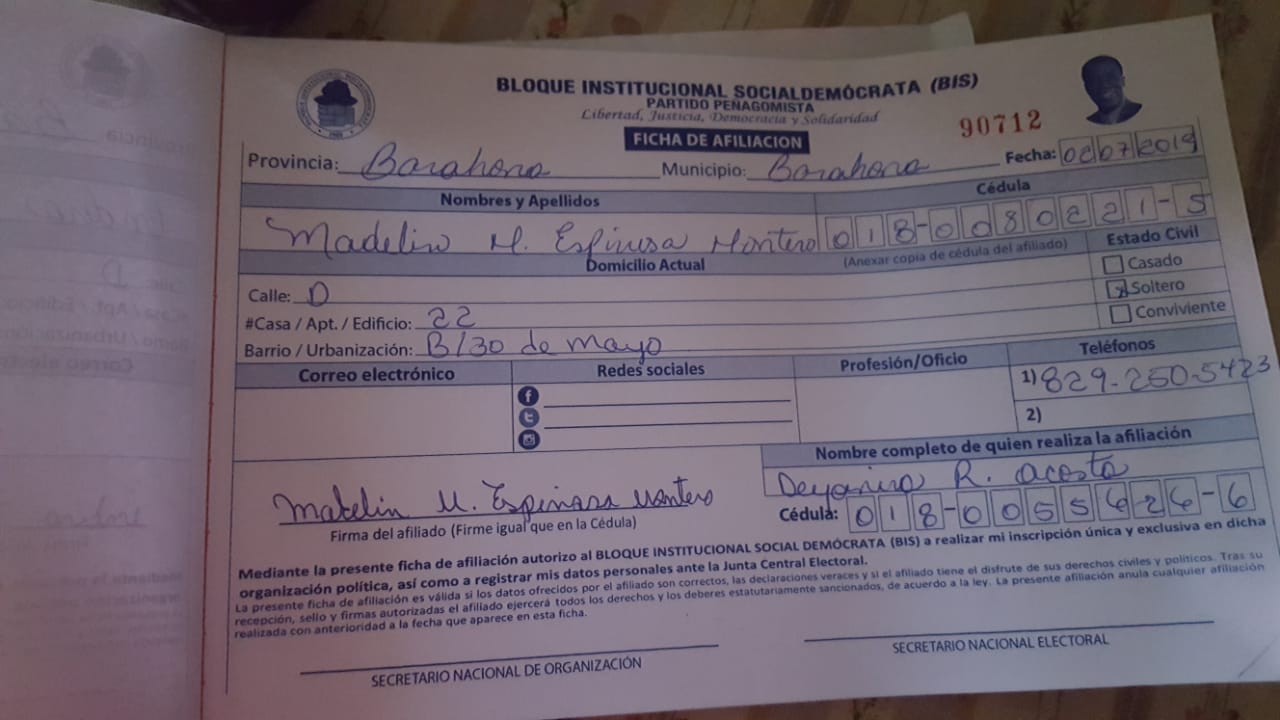 BLOQUE INSTITUCIONAL SOCIALDEMÓCRATA (BIS)
PARTIDO PEÑAGOMISTA
Libertad, Justicia, Democracia y Solidaridad
90712
FICHA DE AFILIACION
Provincia: Barahona Municipio: Barahona Fecha: 02/07/2019
Nombres y Apellidos Cédula
Madelin M. Espinosa Montero 018-0080221-5
Domicilio Actual (Anexar copia de cédula del afiliado) Estado Civil
Casado
Calle: D Soltero
#Casa / Apt. / Edificio: 22 Conviviente
Barrio / Urbanización: B/30 de mayo
Correo electrónico Redes sociales Profesión/Oficio Teléfonos
1) 829-250-5423
2)
Nombre completo de quien realiza la afiliación
Deyanira R. acosta
Matelin M. Espinosa Montero
Firma del afiliado (Firme igual que en la Cédula) Cédula: 018-0055626-6
Mediante la presente ficha de afiliación autorizo al BLOQUE INSTITUCIONAL SOCIAL DEMÓCRATA (BIS) a realizar mi inscripción única y exclusiva en dicha
organización política, así como a registrar mis datos personales ante la Junta Central Electoral.
La presente ficha de afiliación es válida si los datos ofrecidos por el afiliado son correctos, las declaraciones veraces y si el afiliado tiene el disfrute de sus derechos civiles y políticos. Tras su
recepción, sello y firmas autorizadas el afiliado ejercerá todos los derechos y los deberes estatutariamente sancionados, de acuerdo a la ley. La presente afiliación anula cualquier afiliación
realizada con anterioridad a la fecha que aparece en esta ficha.
SECRETARIO NACIONAL DE ORGANIZACIÓN SECRETARIO NACIONAL ELECTORAL